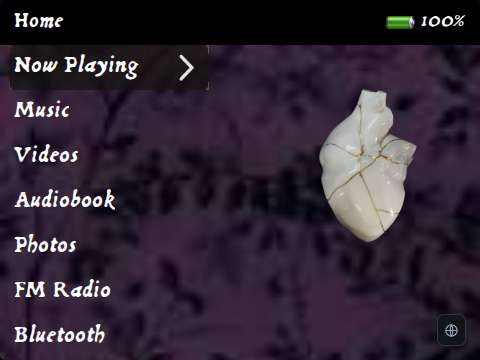 Home
100%
Now Playing
Music
Videos
Audiobook
Photos
FM Radio
Bluetooth